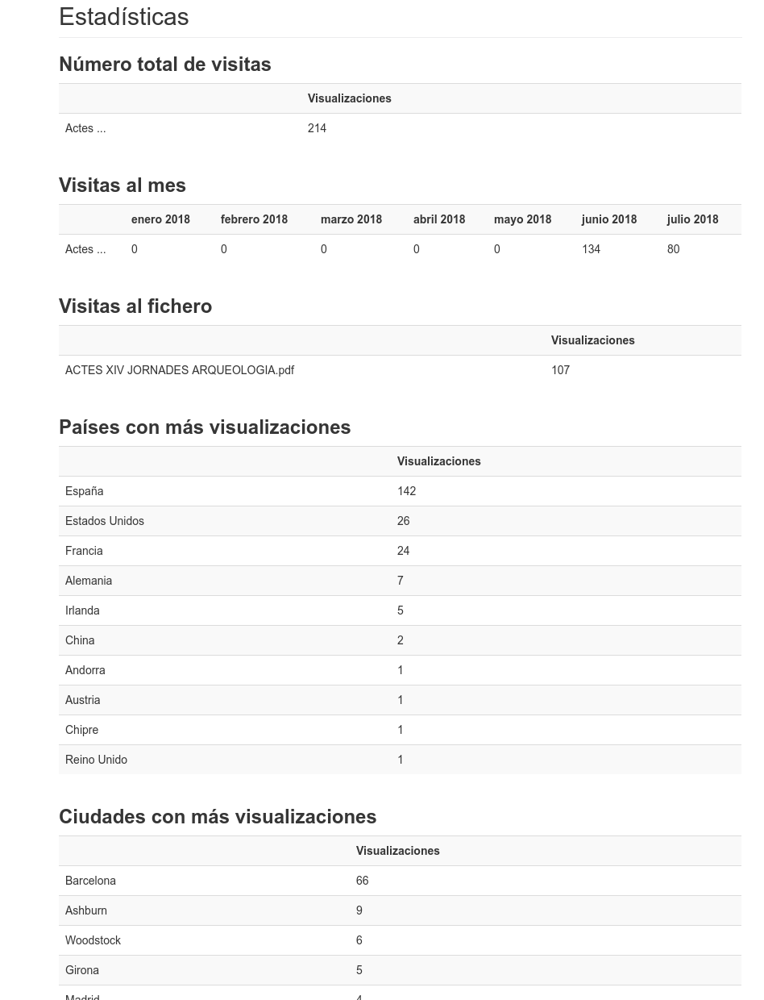 Estadísticas
Número total de visitas
Visualizaciones
Actes ... 214
Visitas al mes
enero 2018 febrero 2018 marzo 2018 abril 2018 mayo 2018 junio 2018 julio 2018
Actes ... 0 0 0 0 0 134 80
Visitas al fichero
Visualizaciones
ACTES XIV JORNADES ARQUEOLOGIA.pdf 107
Países con más visualizaciones
Visualizaciones
España 142
Estados Unidos 26
Francia 24
Alemania 7
Irlanda 5
China 2
Andorra 1
Austria 1
Chipre 1
Reino Unido 1
Ciudades con más visualizaciones
Visualizaciones
Barcelona 66
Ashburn 9
Woodstock 6
Girona 5
Madrid 4